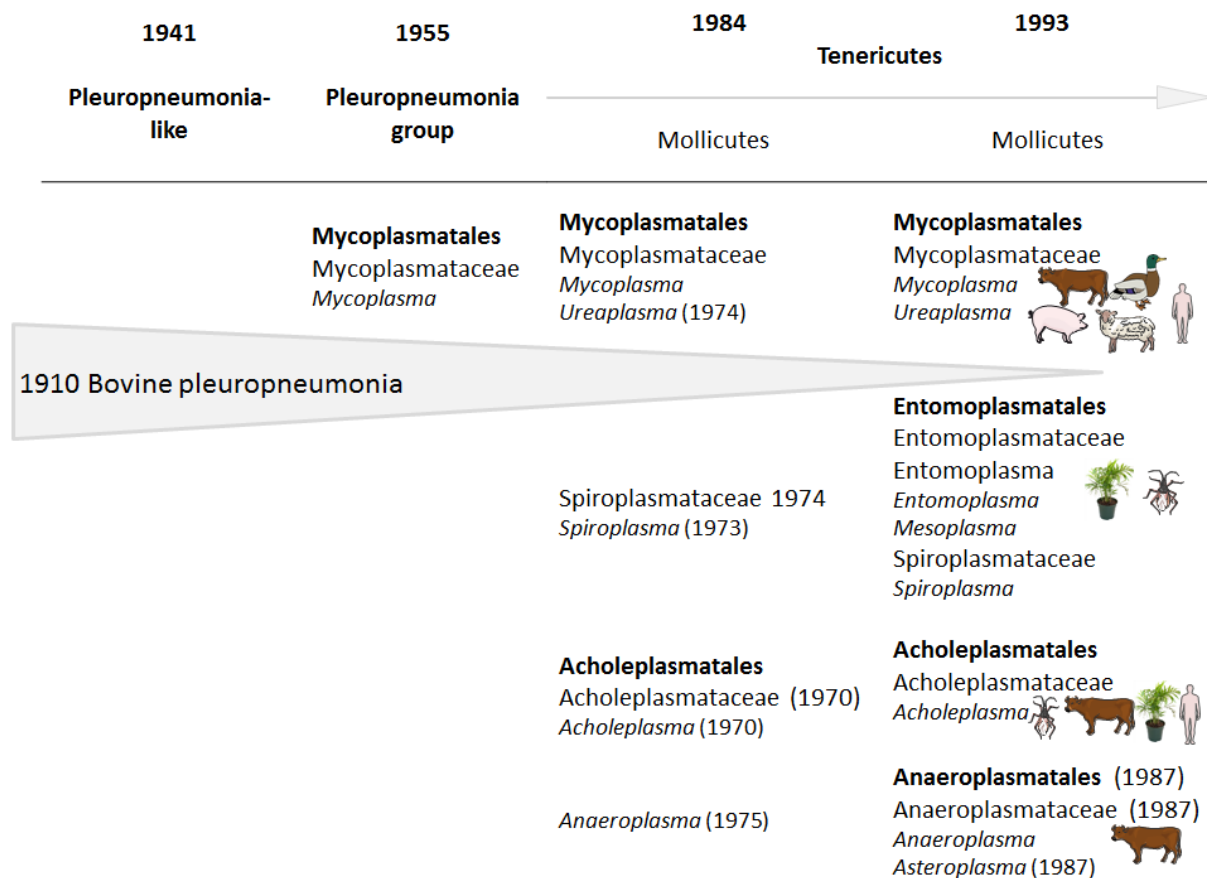 1941
1955
1984
1993
Tenericutes
Pleuropneumonia-
like
Pleuropneumonia
group
Mollicutes
Mollicutes
Mycoplasmatales
Mycoplasmataceae
Mycoplasma
Mycoplasmatales
Mycoplasmataceae
Mycoplasma
Ureaplasma (1974)
Mycoplasmatales
Mycoplasmataceae
Mycoplasma
Ureaplasma
1910 Bovine pleuropneumonia
Spiroplasmataceae 1974
Spiroplasma (1973)
Entomoplasmatales
Entomoplasmataceae
Entomoplasma
Entomoplasma
Mesoplasma
Spiroplasmataceae
Spiroplasma
Acholeplasmatales
Acholeplasmataceae (1970)
Acholeplasma (1970)
Acholeplasmatales
Acholeplasmataceae
Acholeplasma
Anaeroplasma (1975)
Anaeroplasmatales (1987)
Anaeroplasmataceae (1987)
Anaeroplasma
Asteroplasma (1987)